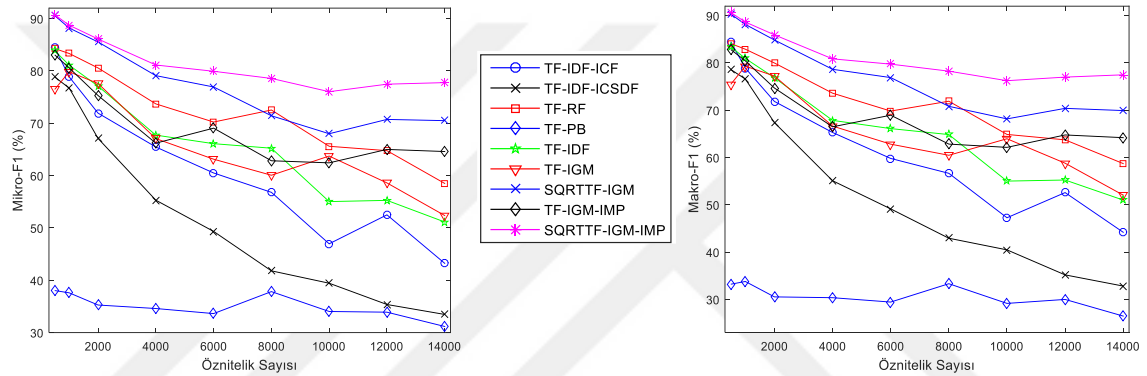 90
80
70
60
50
40
30
Mikro-F1 (%)
2000 4000 6000 8000 10000 12000 14000
Öznitelik Sayısı
TF-IDF-ICF
TF-IDF-ICSDF
TF-RF
TF-PB
TF-IDF
TF-IGM
SQRTTF-IGM
TF-IGM-IMP
SQRTTF-IGM-IMP
90
80
70
60
50
40
30
Makro-F1 (%)
2000 4000 6000 8000 10000 12000 14000
Öznitelik Sayısı